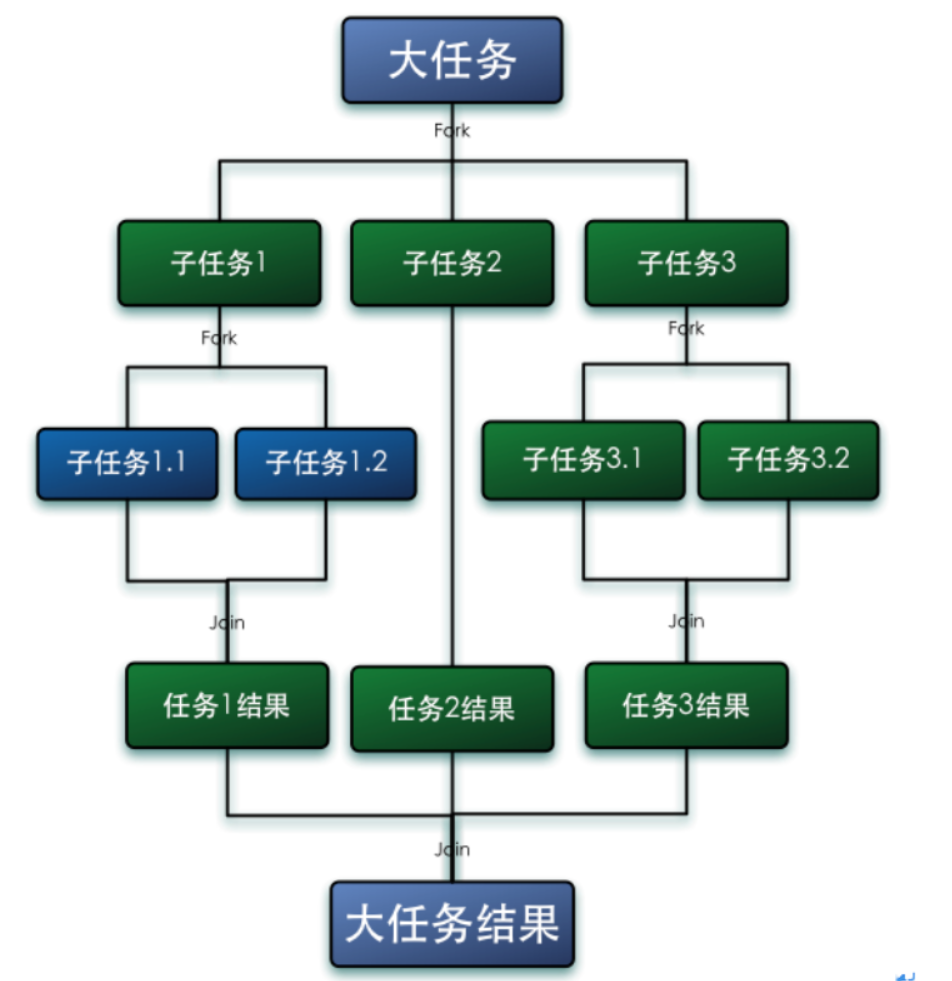 大任务
Fork
子任务1
子任务2
子任务3
Fork
Fork
子任务1.1
子任务1.2
子任务3.1
子任务3.2
Join
Join
任务1结果
任务2结果
任务3结果
Join
大任务结果